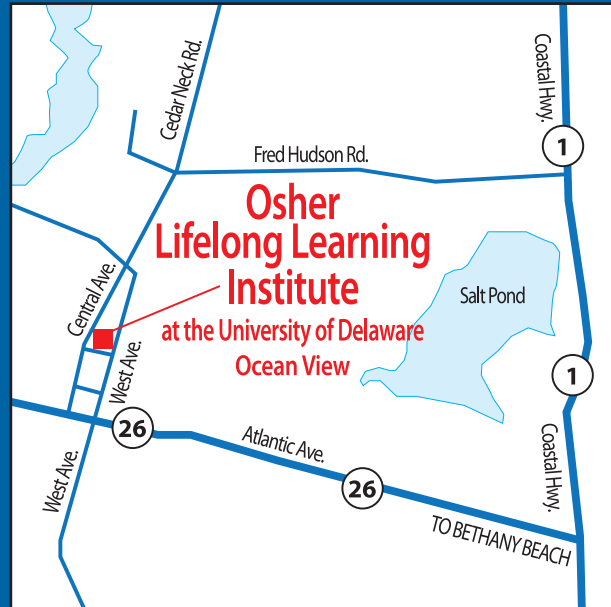 Cedar Neck Rd.
Coastal Hwy.
1
Fred Hudson Rd.
Osher
Lifelong Learning
Institute
at the University of Delaware
Ocean View
Central Ave.
West Ave.
Salt Pond
1
26
Atlantic Ave.
26
West Ave.
Coastal Hwy.
TO BETHANY BEACH